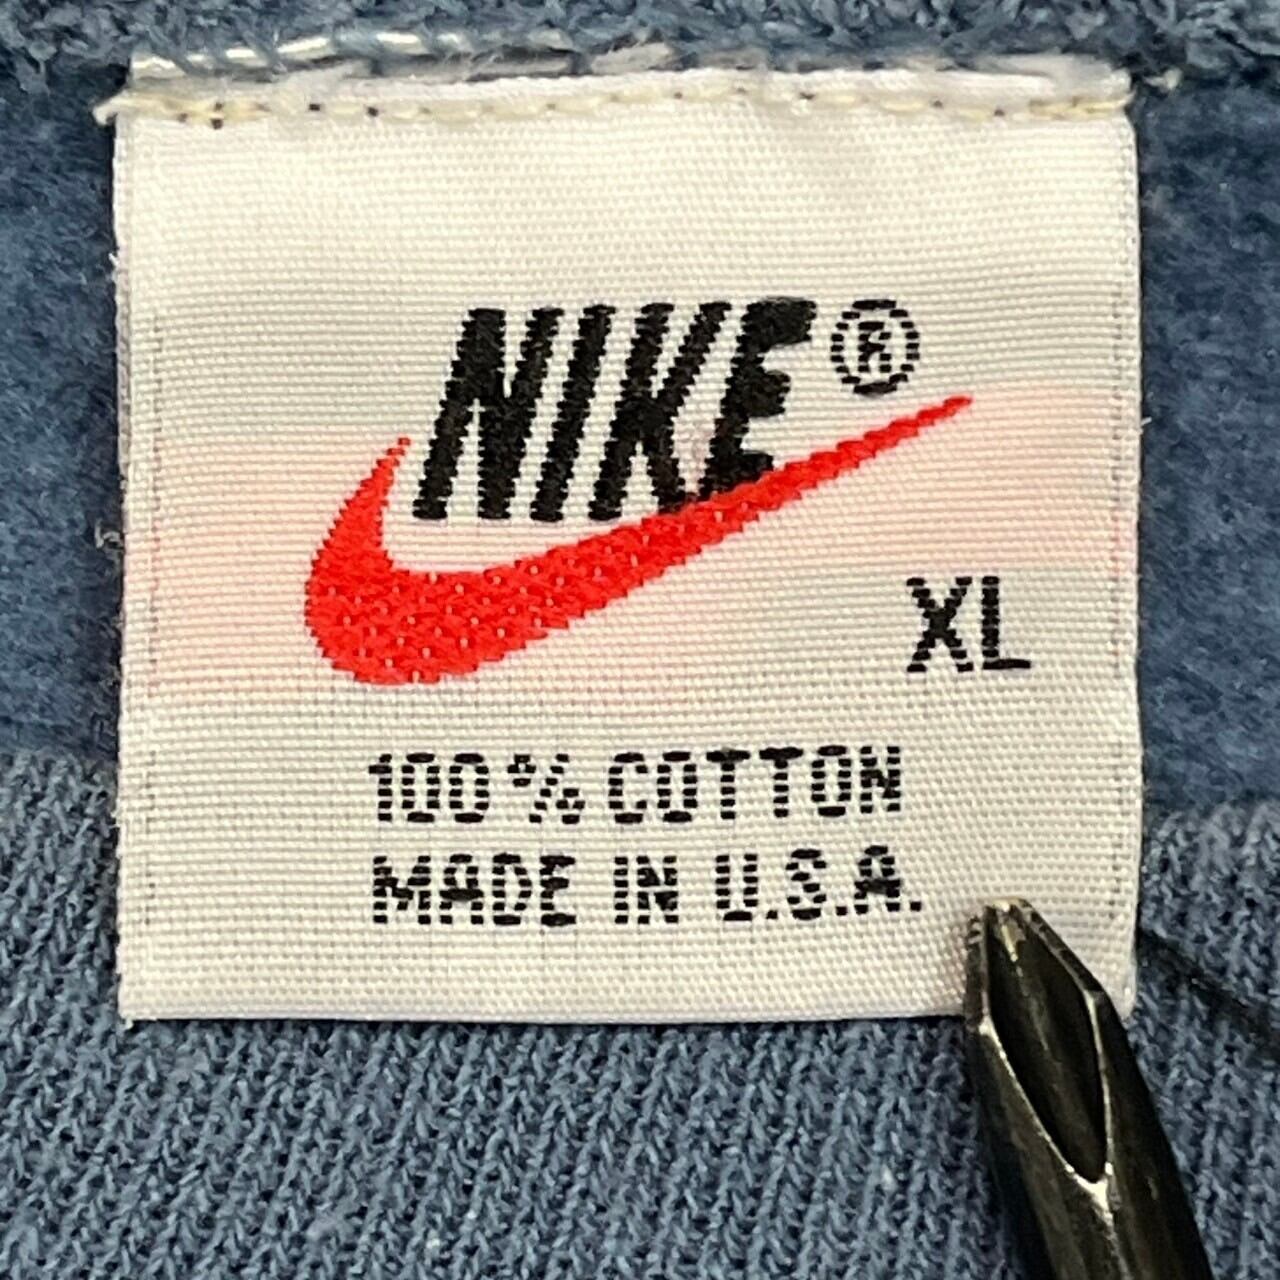 NIKE®
XL
100% COTTON
MADE IN U.S.A.